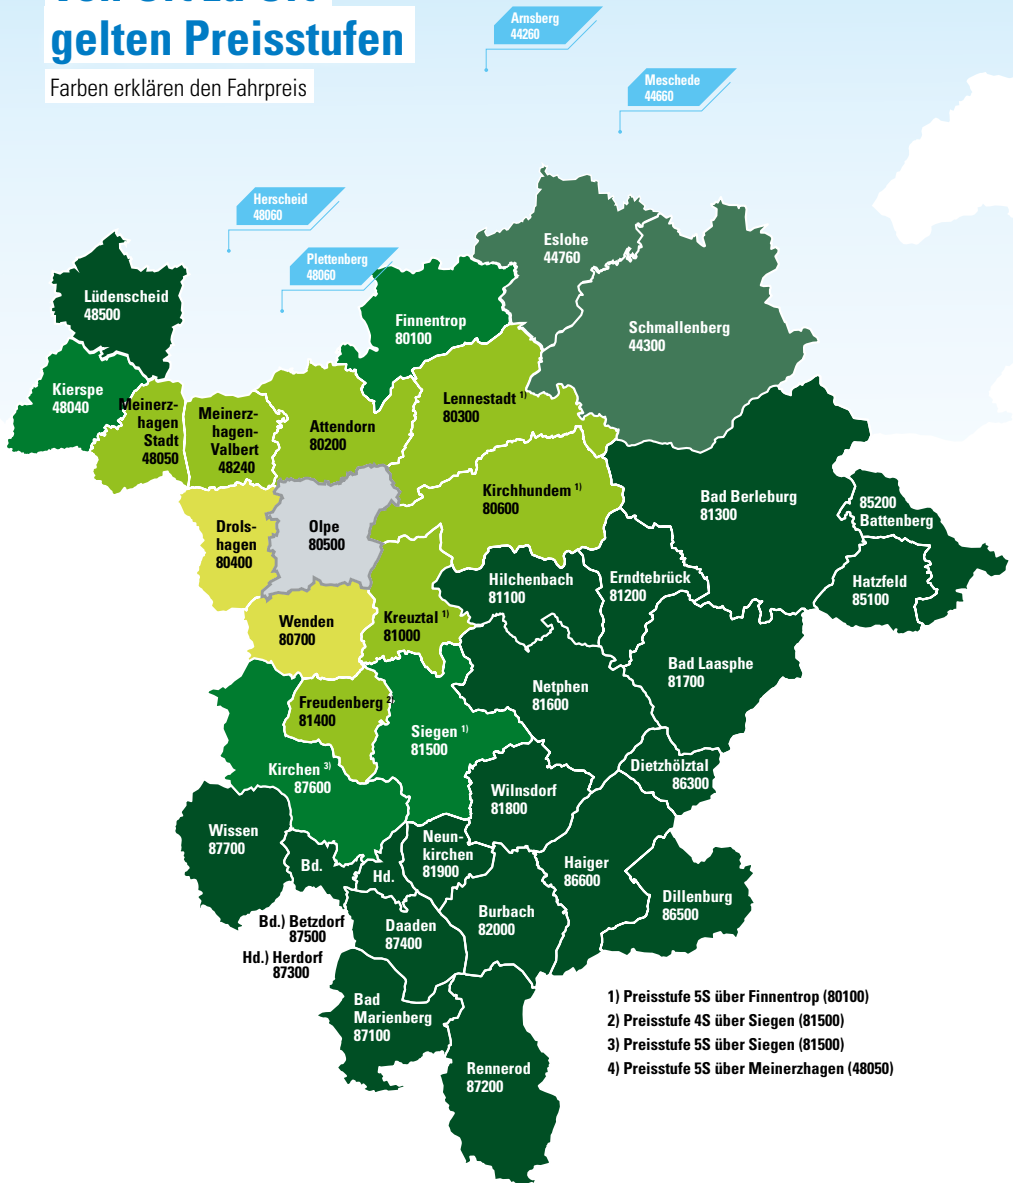 gelten Preisstufen
Farben erklären den Fahrpreis
Arnsberg
44260
Meschede
44660
Herscheid
48060
Plettenberg
48060
Eslohe
44760
Schmallenberg
44300
Lüdenscheid
48500
Finnentrop
80100
Kierspe
48040
Meinerz-
hagen
Stadt
48050
Meinerz-
hagen-
Valbert
48240
Attendorn
80200
Lennestadt 1)
80300
Kirchhundem 1)
80600
Bad Berleburg
81300
85200
Battenberg
Drols-
hagen
80400
Olpe
80500
Hatzfeld
85100
Hilchenbach
81100
Erndtebrück
81200
Wenden
80700
Kreuztal 1)
81000
Bad Laasphe
81700
Netphen
81600
Freudenberg 2)
81400
Siegen 1)
81500
Kirchen 3)
87600
Dietzhölztal
86300
Wilnsdorf
81800
Wissen
87700
Bd.
Hd.
Neun-
kirchen
81900
Haiger
86600
Dillenburg
86500
Bd.) Betzdorf
87500
Hd.) Herdorf
87300
Daaden
87400
Burbach
82000
Bad
Marienberg
87100
Rennerod
87200
1) Preisstufe 5S über Finnentrop (80100)
2) Preisstufe 4S über Siegen (81500)
3) Preisstufe 5S über Siegen (81500)
4) Preisstufe 5S über Meinerzhagen (48050)